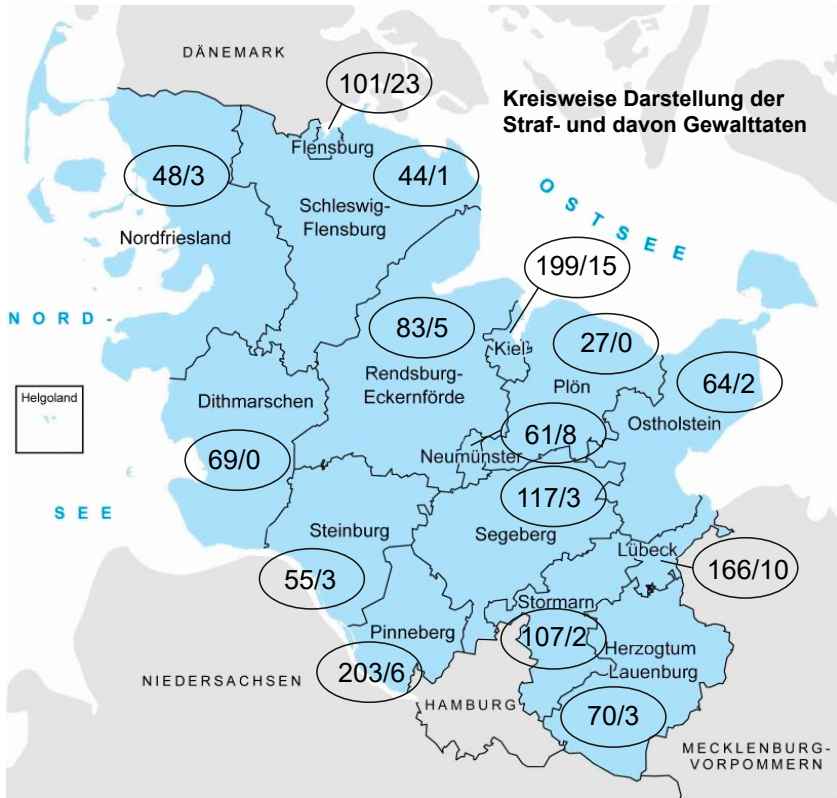 DÄNEMARK
101/23
Kreisweise Darstellung der
Straf- und davon Gewalttaten
Flensburg
48/3
44/1
Schleswig-
Flensburg
Nordfriesland
OSTSEE
199/15
NORD-
83/5
Kiel
27/0
Rendsburg-
Eckernförde
Plön
64/2
Helgoland
Dithmarschen
Ostholstein
61/8
Neumünster
69/0
117/3
SEE
Steinburg
Segeberg
Lübeck
166/10
55/3
Stormarn
Pinneberg
107/2
Herzogtum
Lauenburg
203/6
NIEDERSACHSEN
HAMBURG
70/3
MECKLENBURG-
VORPOMMERN